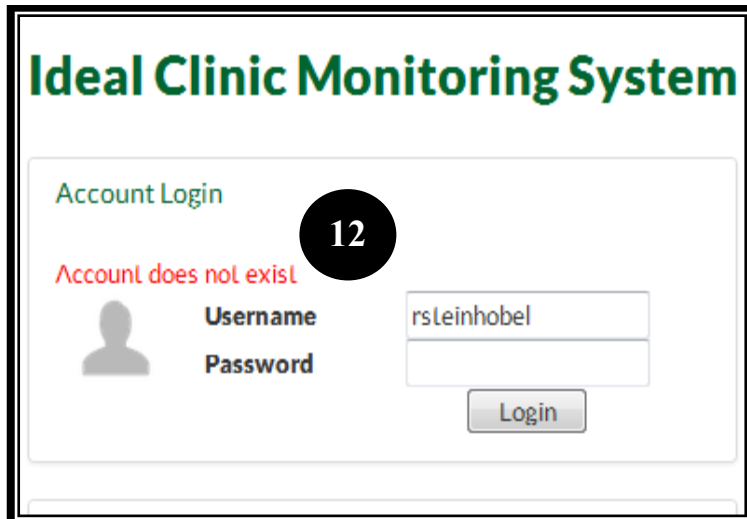 Ideal Clinic Monitoring System
Account Login
12
Account does not exist
Username rsteinhobel
Password
Login